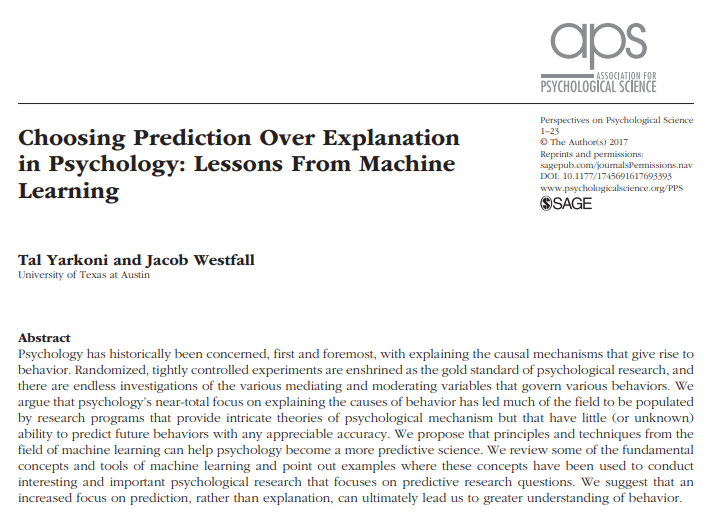 aps
ASSOCIATION FOR
PSYCHOLOGICAL SCIENCE
Choosing Prediction Over Explanation
in Psychology: Lessons From Machine
Learning
Perspectives on Psychological Science
1–23
© The Author(s) 2017
Reprints and permissions:
sagepub.com/journalsPermissions.nav
DOI: 10.1177/1745691617693393
www.psychologicalscience.org/PPS
SAGE
Tal Yarkoni and Jacob Westfall
University of Texas at Austin
Abstract
Psychology has historically been concerned, first and foremost, with explaining the causal mechanisms that give rise to
behavior. Randomized, tightly controlled experiments are enshrined as the gold standard of psychological research, and
there are endless investigations of the various mediating and moderating variables that govern various behaviors. We
argue that psychology's near-total focus on explaining the causes of behavior has led much of the field to be populated
by research programs that provide intricate theories of psychological mechanism but that have little (or unknown)
ability to predict future behaviors with any appreciable accuracy. We propose that principles and techniques from the
field of machine learning can help psychology become a more predictive science. We review some of the fundamental
concepts and tools of machine learning and point out examples where these concepts have been used to conduct
interesting and important psychological research that focuses on predictive research questions. We suggest that an
increased focus on prediction, rather than explanation, can ultimately lead us to greater understanding of behavior.